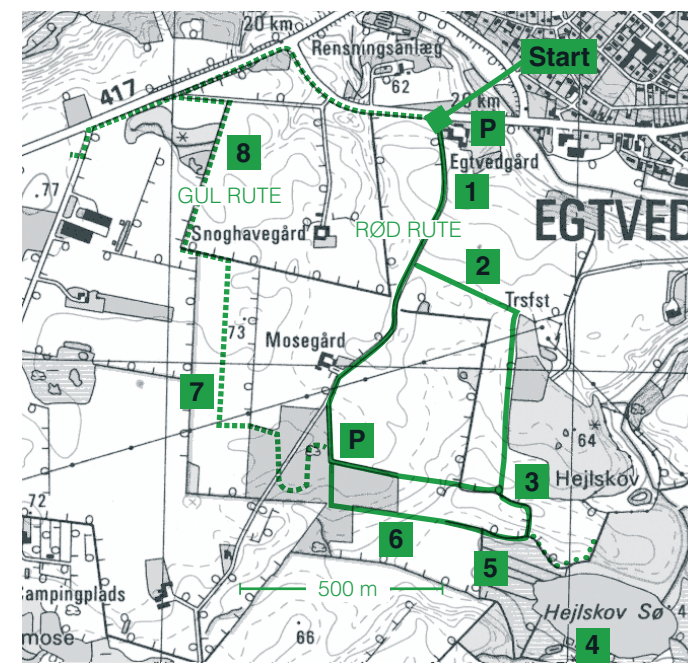 20 km
Rensningsanlæg
Start
417
62
20 km
P
Egtvedgård
8
GUL RUTE
1
77
Snoghavegård
RØD RUTE
EGTVED
2
Trsfst
73
Mosegård
7
P
64
3
Hejlskov
72
6
5
500 m
Campingplads
Hejlskov Sø
4
mose
66